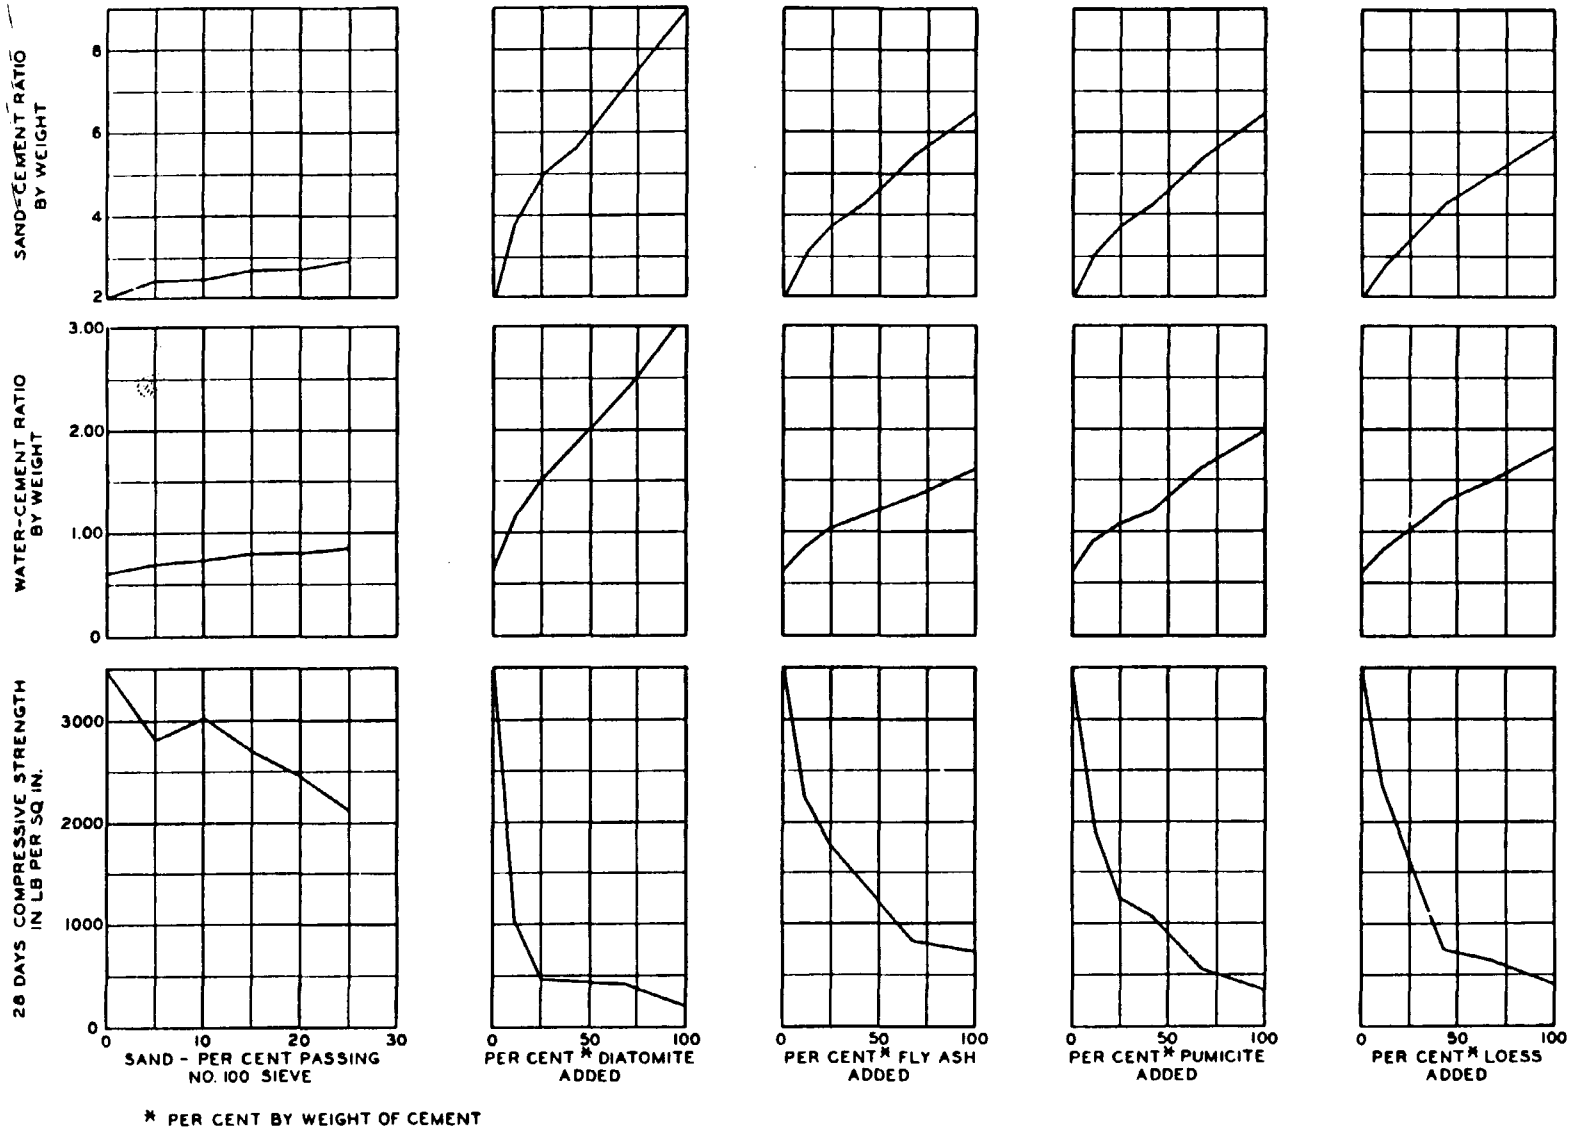 SAND-CEMENT RATIO
BY WEIGHT
8
6
4
2
WATER-CEMENT RATIO
BY WEIGHT
3.00
2.00
1.00
0
28 DAYS COMPRESSIVE STRENGTH
IN LB PER SQ IN.
3000
2000
1000
0
0 10 20 30
SAND - PER CENT PASSING
NO. 100 SIEVE
0 50 100
PER CENT* DIATOMITE
ADDED
0 50 100
PER CENT* FLY ASH
ADDED
0 50 100
PER CENT* PUMICITE
ADDED
0 50 100
PER CENT* LOESS
ADDED
* PER CENT BY WEIGHT OF CEMENT